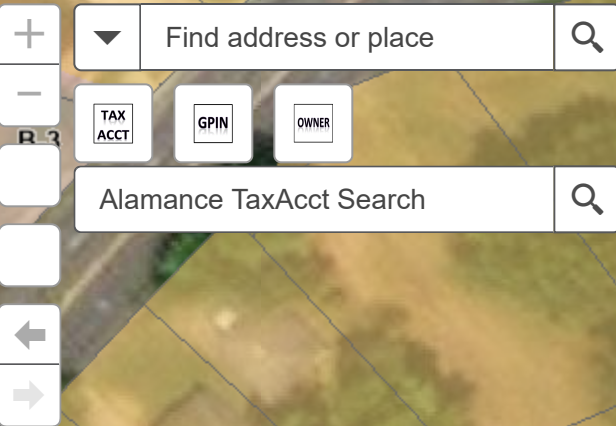 Find address or place
TAX
ACCT
GPIN
OWNER
Alamance TaxAcct Search